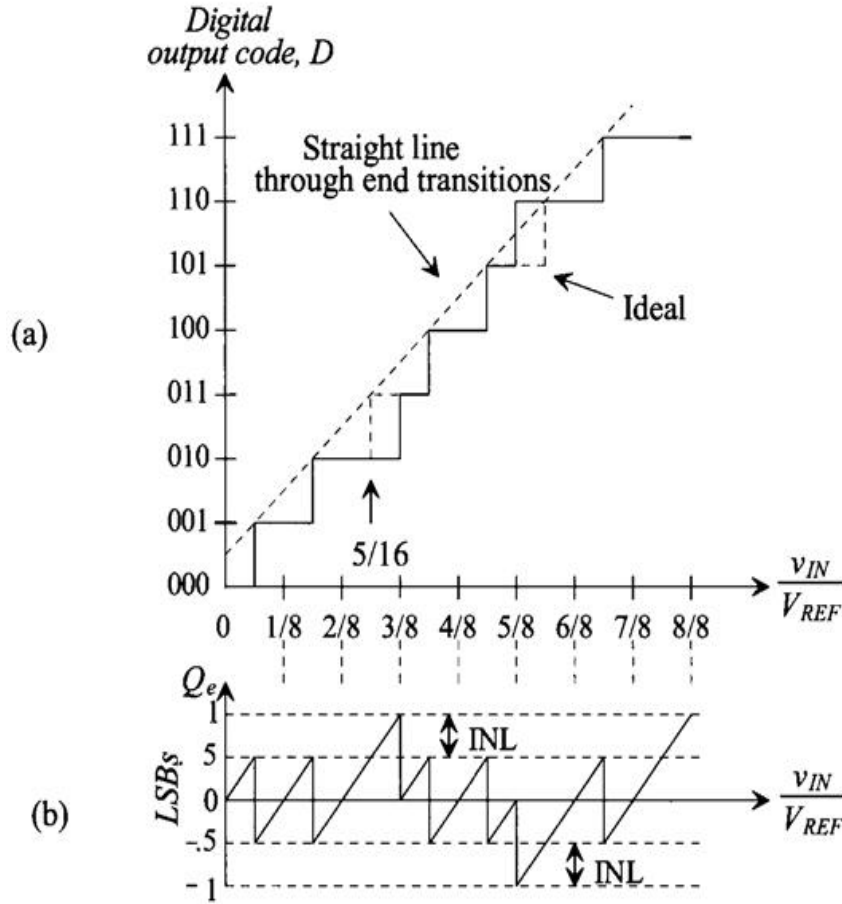 Digital
output code, D
111
110
101
100
011
010
001
000
Straight line
through end transitions
Ideal
5/16
(a)
0 1/8 2/8 3/8 4/8 5/8 6/8 7/8 8/8
v_IN
V_REF
Q_e
LSBs
1
5
0
-.5
-1
INL
INL
v_IN
V_REF
(b)